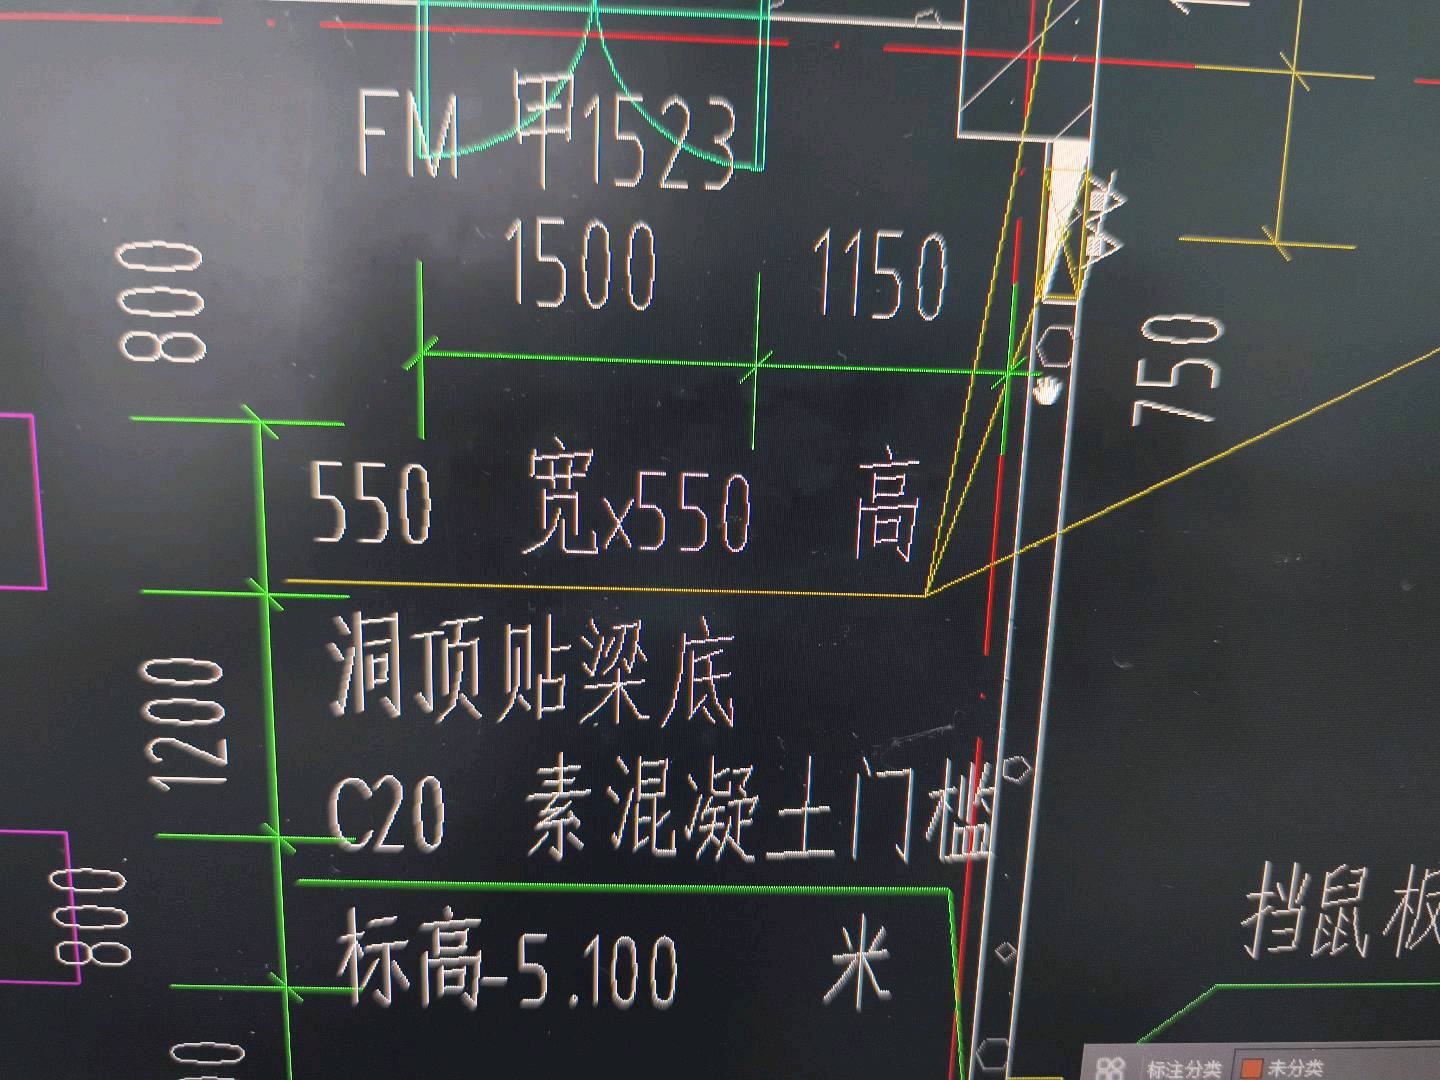 FM 甲1523
1500
1150
800
750
550 宽x550 高
洞顶贴梁底
1200
C20 素混凝土门槛
800
标高-5.100 米
挡鼠板
标注分类
未分类